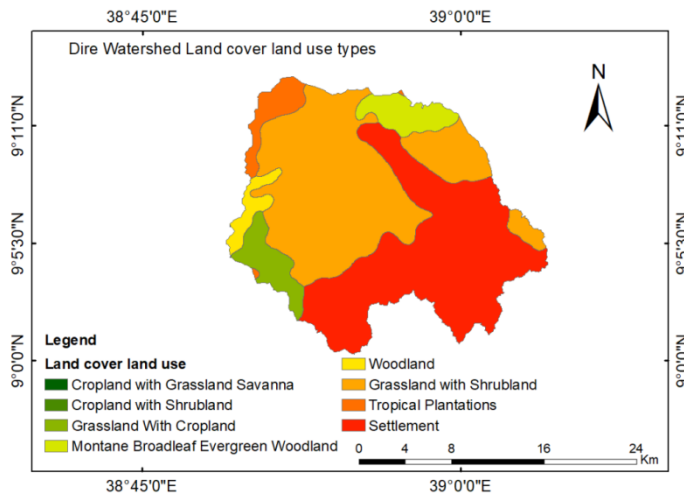 38°45'0"E 39°0'0"E
Dire Watershed Land cover land use types
N
9°11'0"N 9°11'0"N
9°5'30"N 9°5'30"N
9°0'0"N 9°0'0"N
Legend
Land cover land use
Cropland with Grassland Savanna
Cropland with Shrubland
Grassland With Cropland
Montane Broadleaf Evergreen Woodland
Woodland
Grassland with Shrubland
Tropical Plantations
Settlement
0 4 8 16 24
Km
38°45'0"E 39°0'0"E